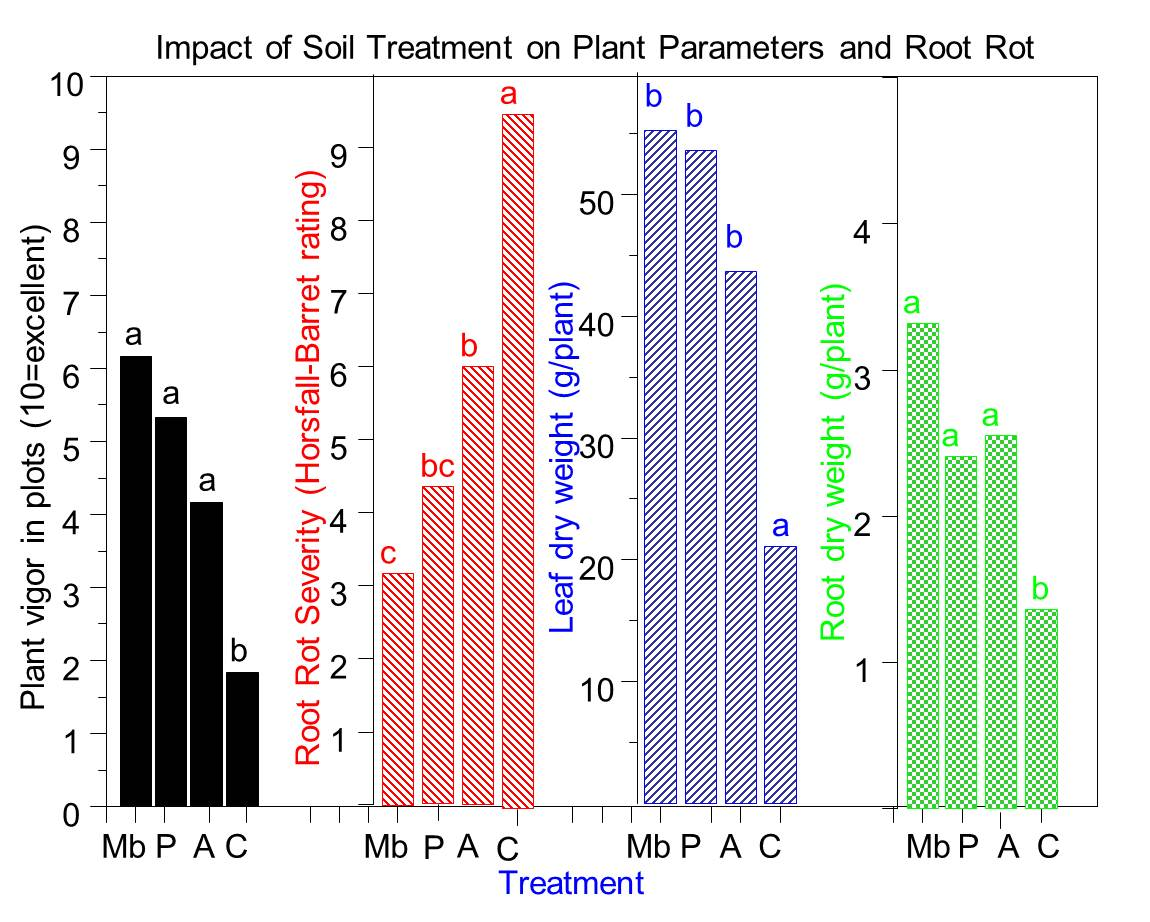 Impact of Soil Treatment on Plant Parameters and Root Rot
Plant vigor in plots (10=excellent)
10
9
8
7
6
5
4
3
2
1
0
a
a
a
b
Mb P A C
Root Rot Severity (Horsfall-Barret rating)
9
8
7
6
5
4
3
2
1
c
bc
b
a
Mb P A C
Leaf dry weight (g/plant)
50
40
30
20
10
b
b
b
a
Mb P A C
Root dry weight (g/plant)
4
3
2
1
a
a
a
b
Mb P A C
Treatment